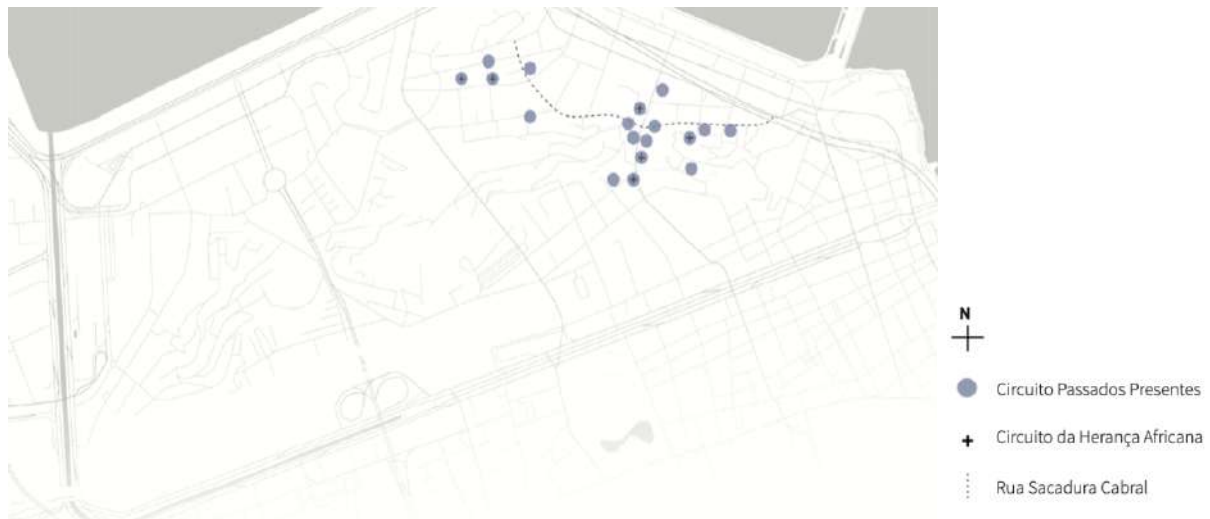 N
Circuito Passados Presentes
Circuito da Herança Africana
Rua Sacadura Cabral